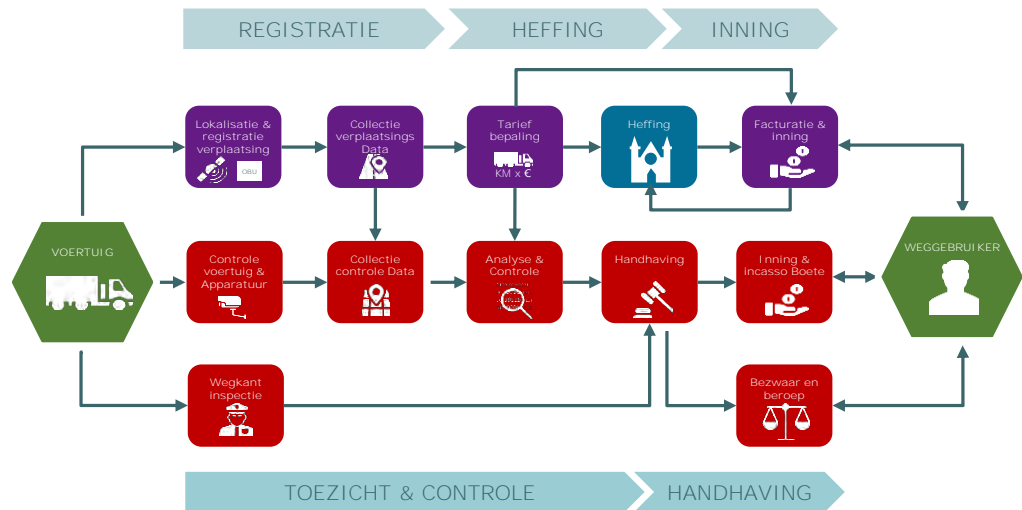 REGISTRATIE
HEFFING
INNING
Lokalisatie &
registratie
verplaatsing
OBU
Collectie
verplaatsings
Data
Tarief
bepaling
KM x €
Heffing
Facturatie &
inning
VOERTUIG
Controle
voertuig &
Apparatuur
Collectie
controle Data
Analyse &
Controle
Handhaving
Inning &
incasso Boete
WEGGEBRUIKER
Wegkant
inspectie
Bezwaar en
beroep
TOEZICHT & CONTROLE
HANDHAVING